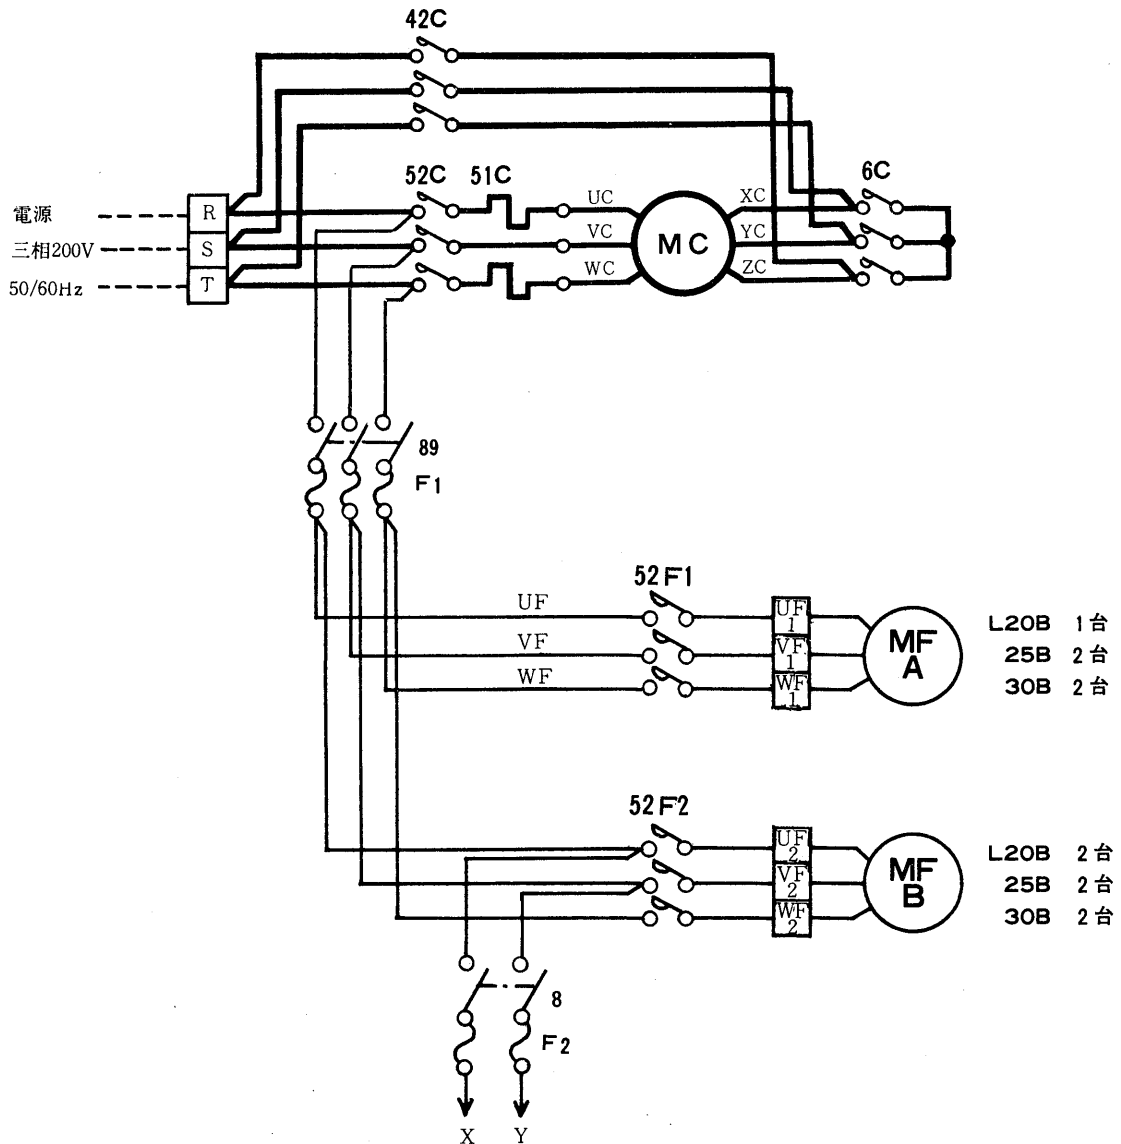 42C
52C
51C
6C
電源
三相200V
50/60Hz
R
S
T
UC
VC
WC
MC
XC
YC
ZC
89
F1
52F1
UF
VF
WF
UF
1
VF
1
WF
1
MF
A
L20B 1台
25B 2台
30B 2台
52F2
UF
2
VF
2
WF
2
MF
B
L20B 2台
25B 2台
30B 2台
8
F2
X
Y